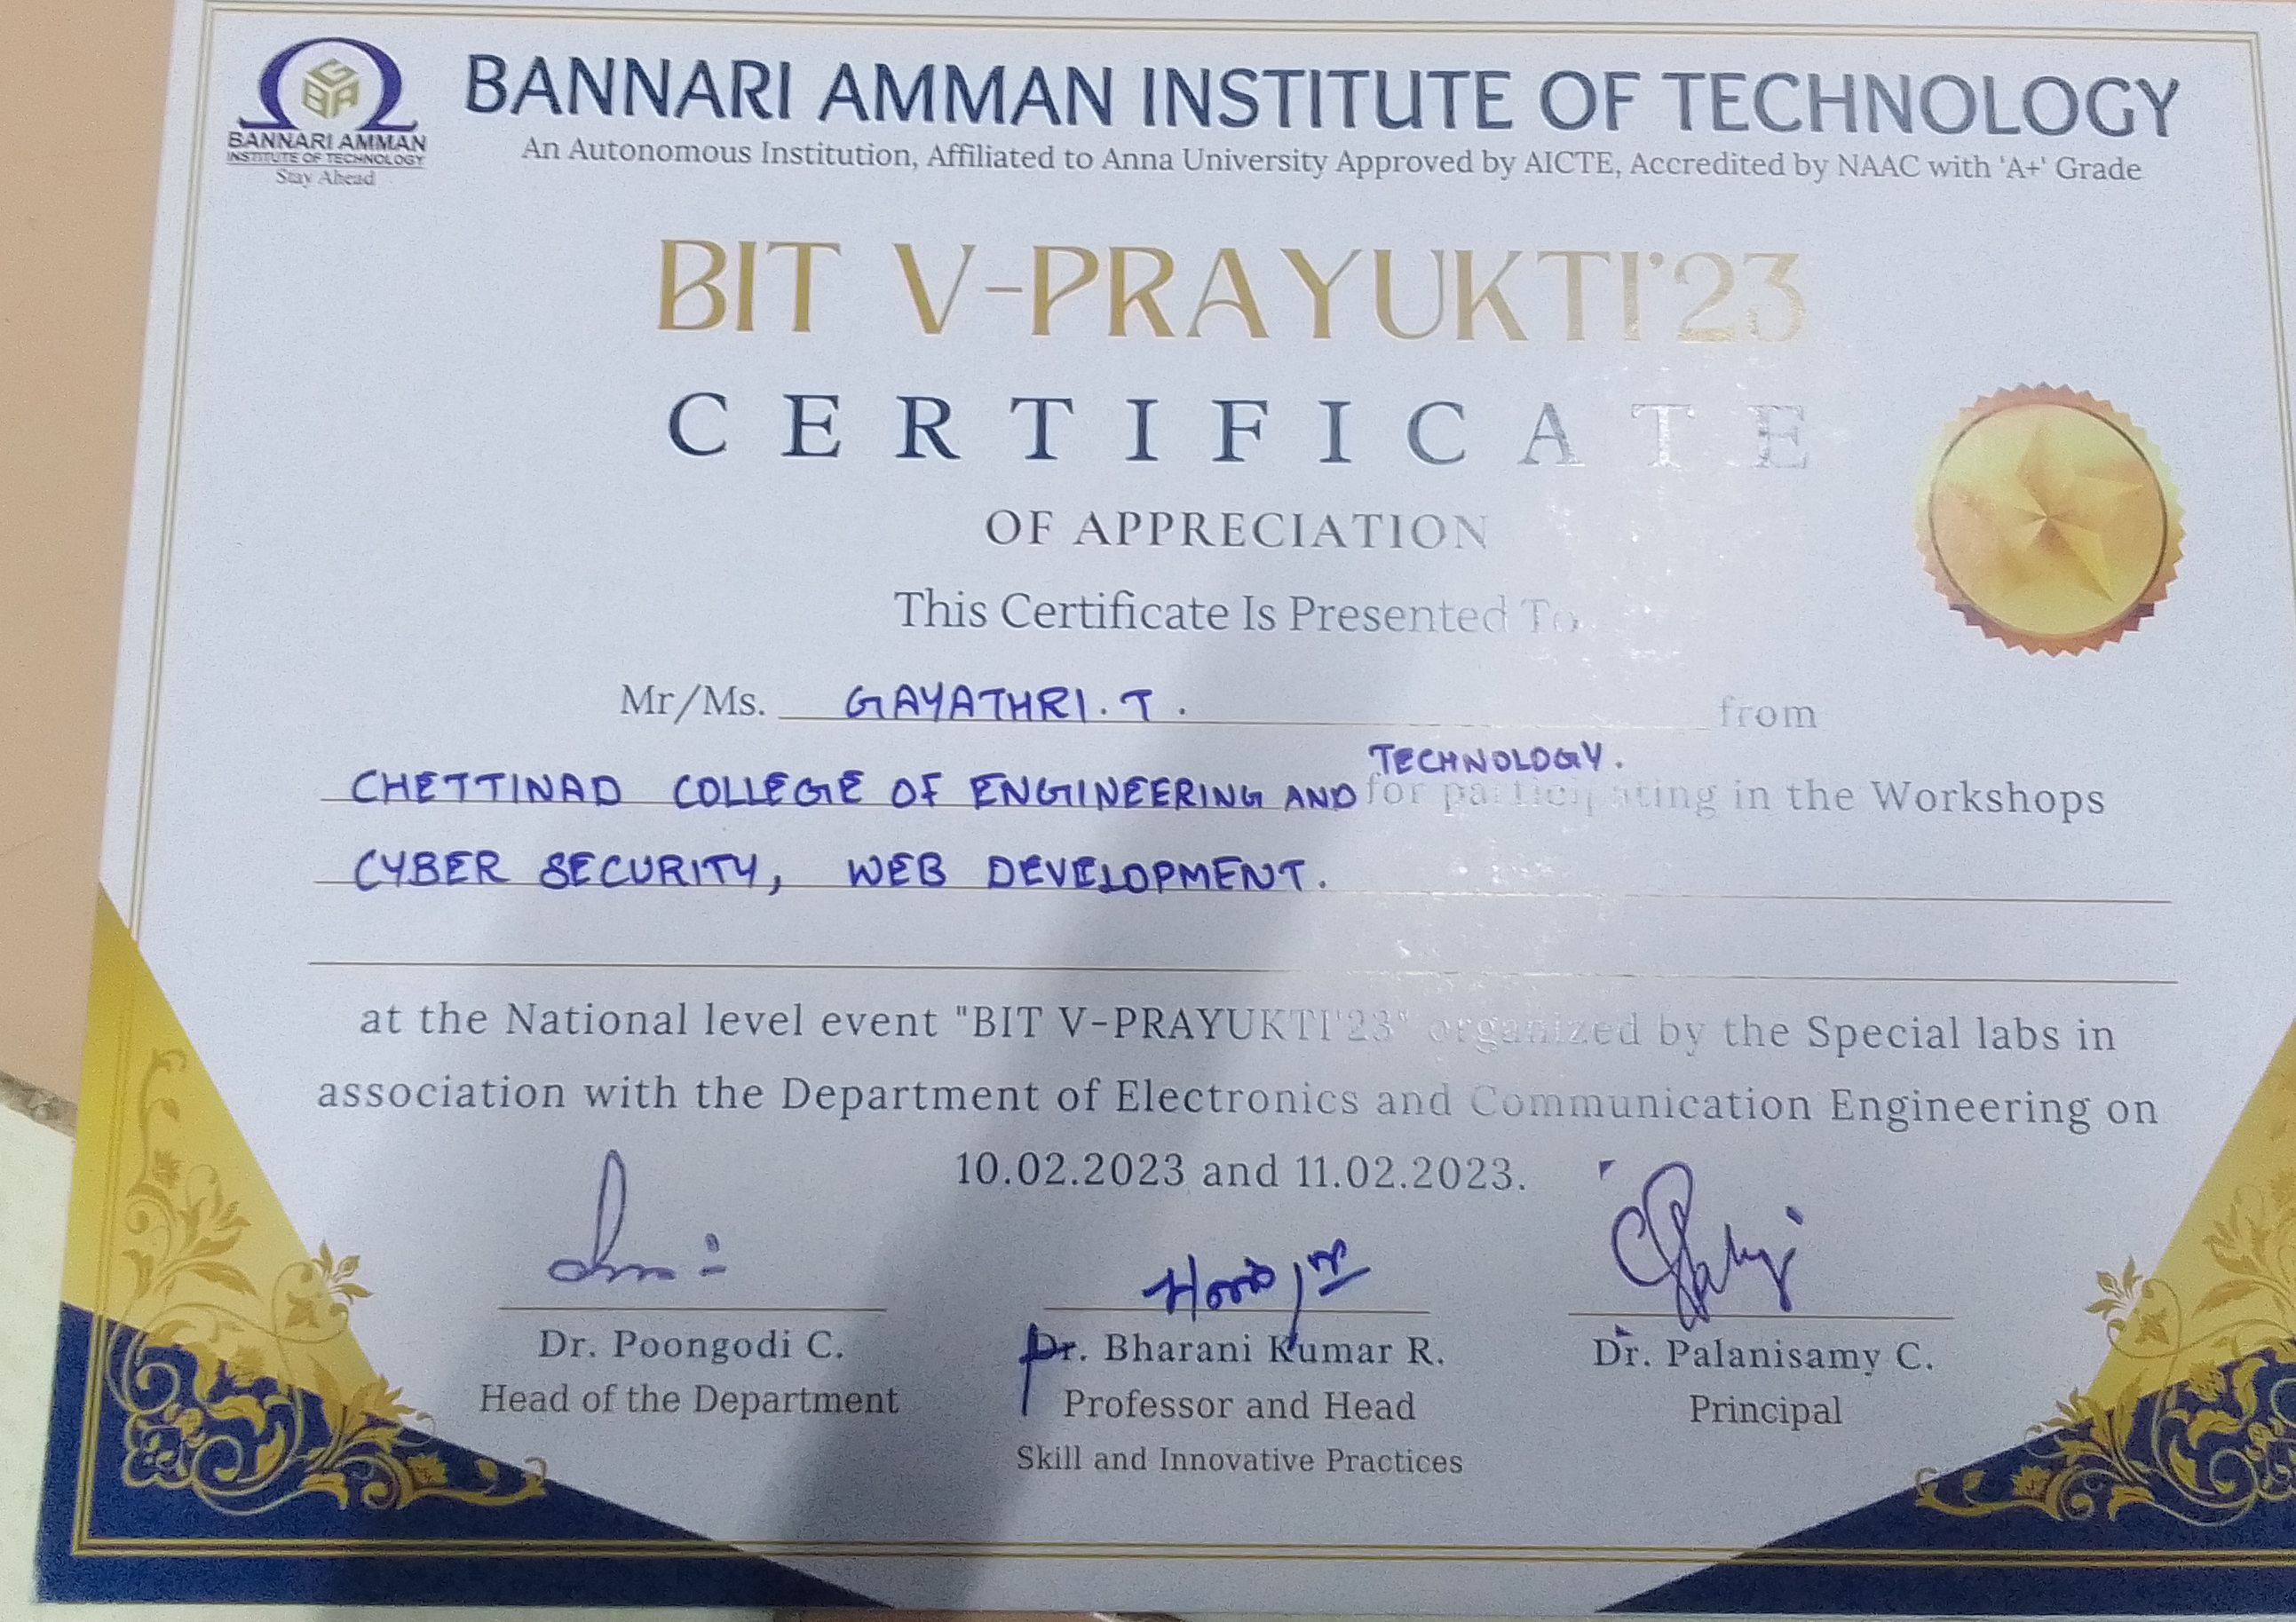 BANNARI AMMAN
INSTITUTE OF TECHNOLOGY
Stay Ahead
BANNARI AMMAN INSTITUTE OF TECHNOLOGY
An Autonomous Institution, Affiliated to Anna University Approved by AICTE, Accredited by NAAC with 'A+' Grade
BIT V-PRAYUKTI'23
CERTIFICATE
OF APPRECIATION
This Certificate Is Presented To
Mr/Ms. GAYATHRI. T. from
TECHNOLOGY.
CHETTINAD COLLEGE OF ENGINEERING AND for participating in the Workshops
CYBER SECURITY, WEB DEVELOPMENT.
at the National level event "BIT V-PRAYUKTI'23" organized by the Special labs in
association with the Department of Electronics and Communication Engineering on
10.02.2023 and 11.02.2023.
Dr. Poongodi C.
Head of the Department
Dr. Bharani Kumar R.
Professor and Head
Skill and Innovative Practices
Dr. Palanisamy C.
Principal